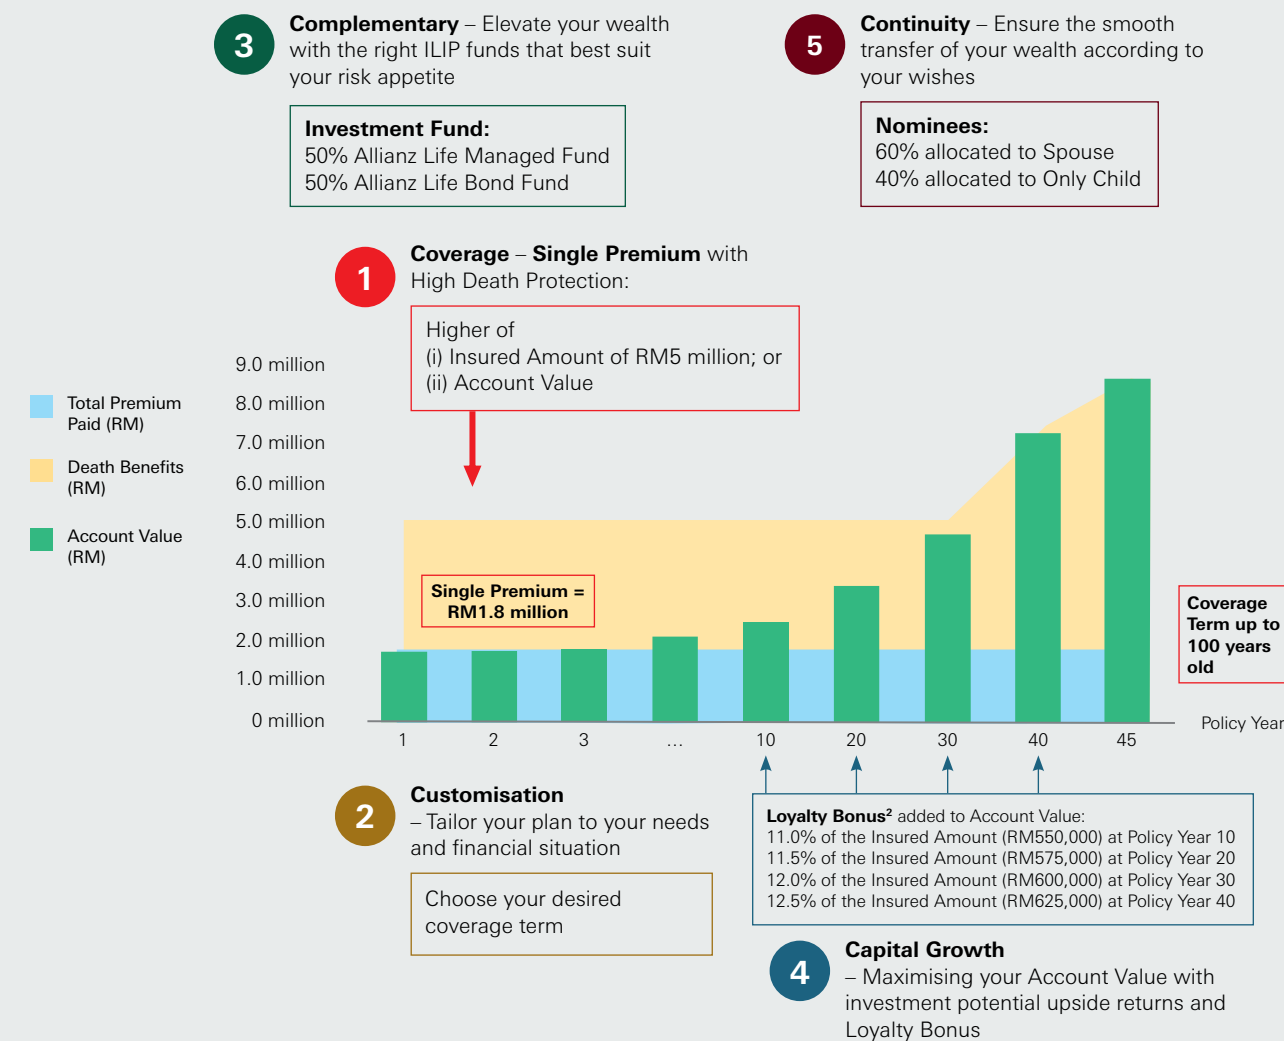 3
Complementary – Elevate your wealth
with the right ILIP funds that best suit
your risk appetite
Investment Fund:
50% Allianz Life Managed Fund
50% Allianz Life Bond Fund
5
Continuity – Ensure the smooth
transfer of your wealth according to
your wishes
Nominees:
60% allocated to Spouse
40% allocated to Only Child
1
Coverage – Single Premium with
High Death Protection:
Higher of
(i) Insured Amount of RM5 million; or
(ii) Account Value
Total Premium
Paid (RM)
Death Benefits
(RM)
Account Value
(RM)
9.0 million
8.0 million
7.0 million
6.0 million
5.0 million
4.0 million
3.0 million
2.0 million
1.0 million
0 million
Single Premium =
RM1.8 million
Coverage
Term up to
100 years
old
Policy Year
1 2 3 ... 10 20 30 40 45
2
Customisation
– Tailor your plan to your needs
and financial situation
Choose your desired
coverage term
Loyalty Bonus² added to Account Value:
11.0% of the Insured Amount (RM550,000) at Policy Year 10
11.5% of the Insured Amount (RM575,000) at Policy Year 20
12.0% of the Insured Amount (RM600,000) at Policy Year 30
12.5% of the Insured Amount (RM625,000) at Policy Year 40
4
Capital Growth
– Maximising your Account Value with
investment potential upside returns and
Loyalty Bonus